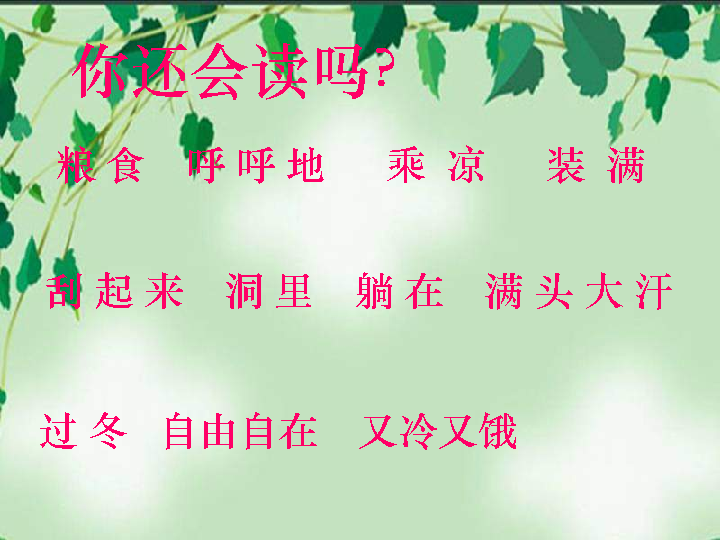 你还会读吗?
粮食 呼呼地 乘凉 装满
刮起来 洞里 躺在 满头大汗
过冬 自由自在 又冷又饿